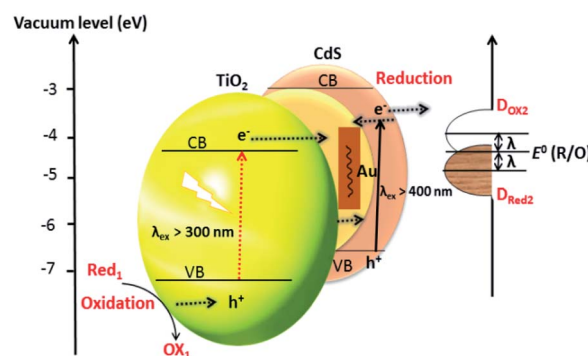 Vacuum level (eV)
-3
-4
-5
-6
-7
TiO2
CB
e-
λex > 300 nm
VB
h+
Red1
Oxidation
OX1
CdS
CB
Reduction
e-
Au
λex > 400 nm
VB
h+
DOX2
λ
E0 (R/O)
λ
DRed2